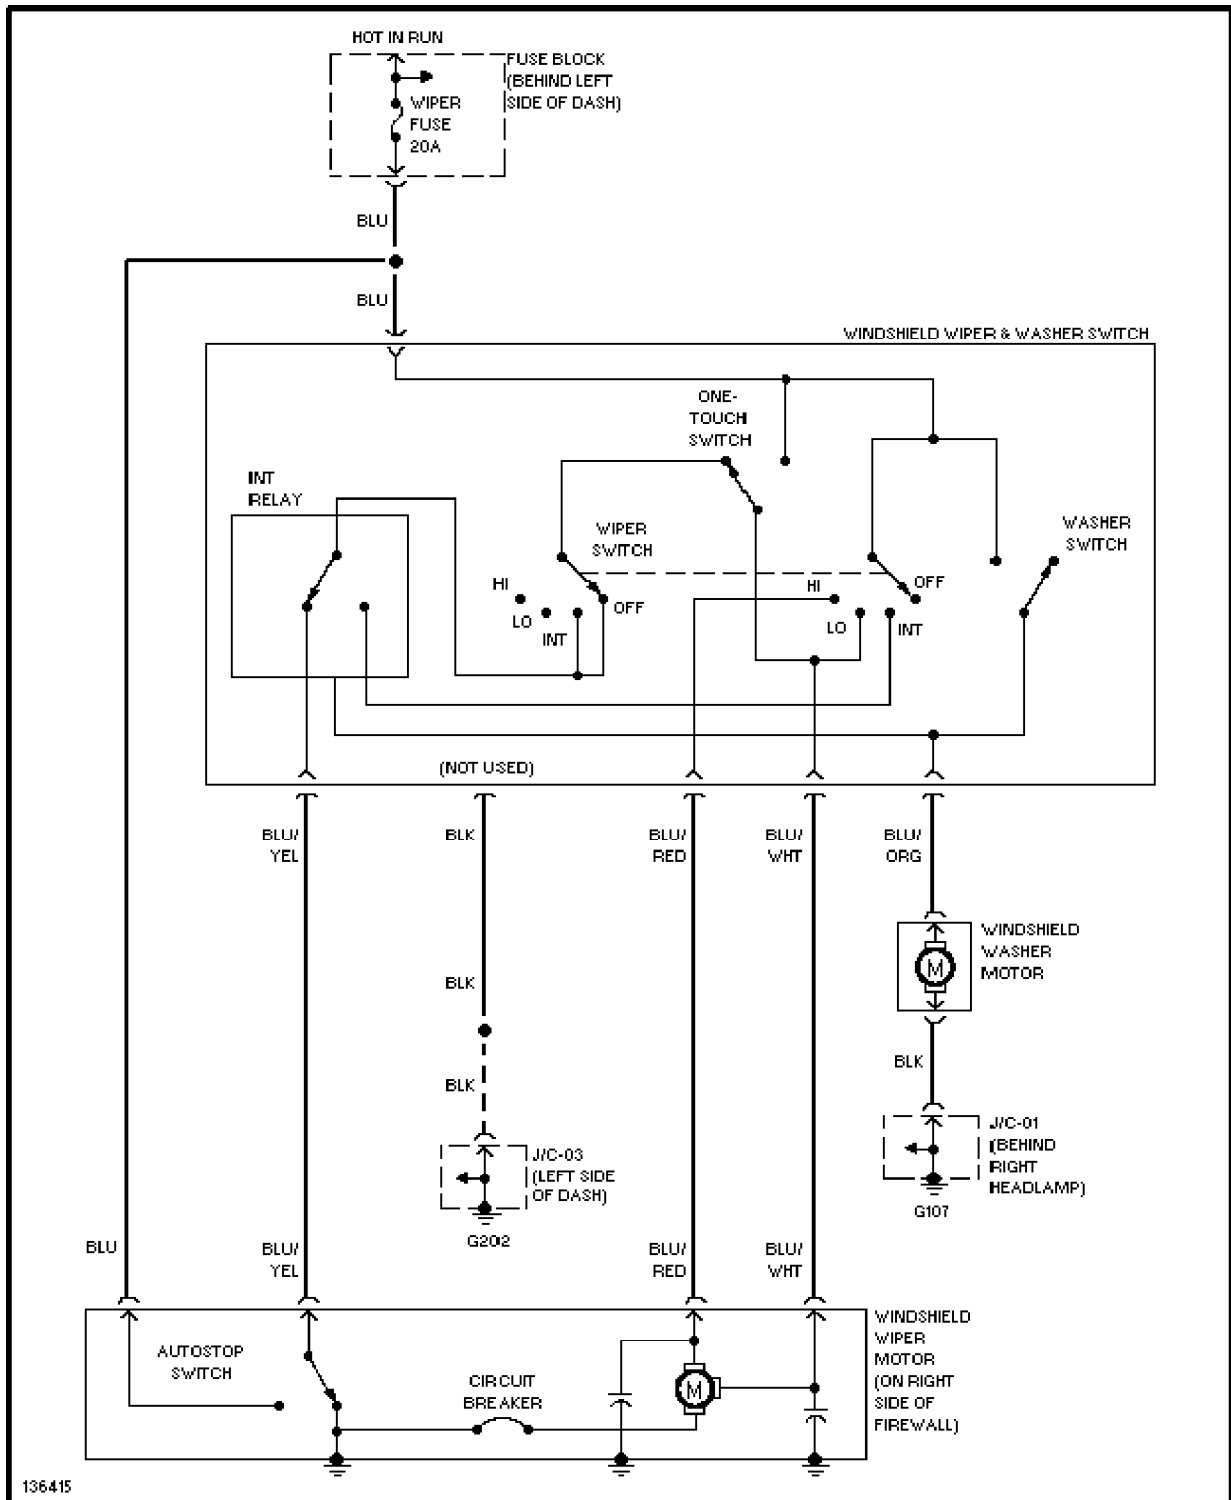 HOT IN RUN
FUSE BLOCK
(BEHIND LEFT
SIDE OF DASH)
WIPER
FUSE
20A
BLU
BLU
WINDSHIELD WIPER & WASHER SWITCH
ONE-
TOUCH
SWITCH
INT
RELAY
WIPER
SWITCH
WASHER
SWITCH
HI
LO
INT
OFF
HI
LO
INT
OFF
(NOT USED)
BLU/
YEL
BLK
BLU/
RED
BLU/
WHT
BLU/
ORG
WINDSHIELD
WASHER
MOTOR
M
BLK
BLK
BLK
J/C-03
(LEFT SIDE
OF DASH)
G202
J/C-01
(BEHIND
RIGHT
HEADLAMP)
G107
BLU
BLU/
YEL
BLU/
RED
BLU/
WHT
AUTOSTOP
SWITCH
CIRCUIT
BREAKER
M
WINDSHIELD
WIPER
MOTOR
(ON RIGHT
SIDE OF
FIREWALL)
136415